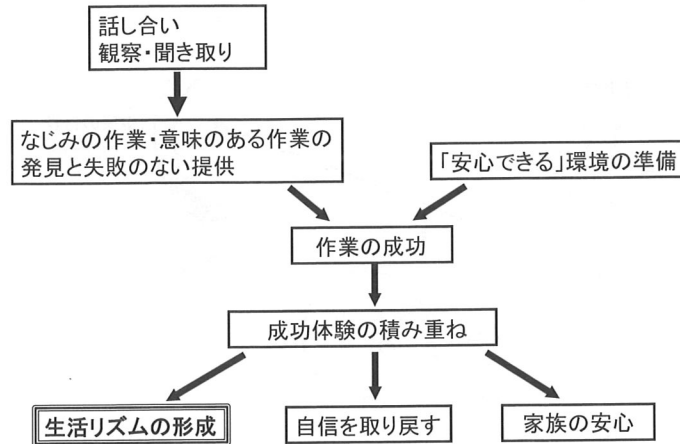 話し合い
観察・聞き取り
なじみの作業・意味のある作業の
発見と失敗のない提供
「安心できる」環境の準備
作業の成功
成功体験の積み重ね
生活リズムの形成
自信を取り戻す
家族の安心